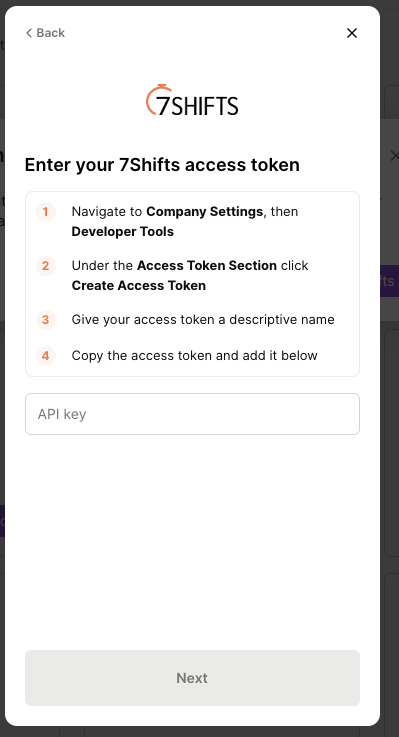 Back
7SHIFTS
Enter your 7Shifts access token
1 Navigate to Company Settings, then
Developer Tools
2 Under the Access Token Section click
Create Access Token
3 Give your access token a descriptive name
4 Copy the access token and add it below
fts
API key
Next